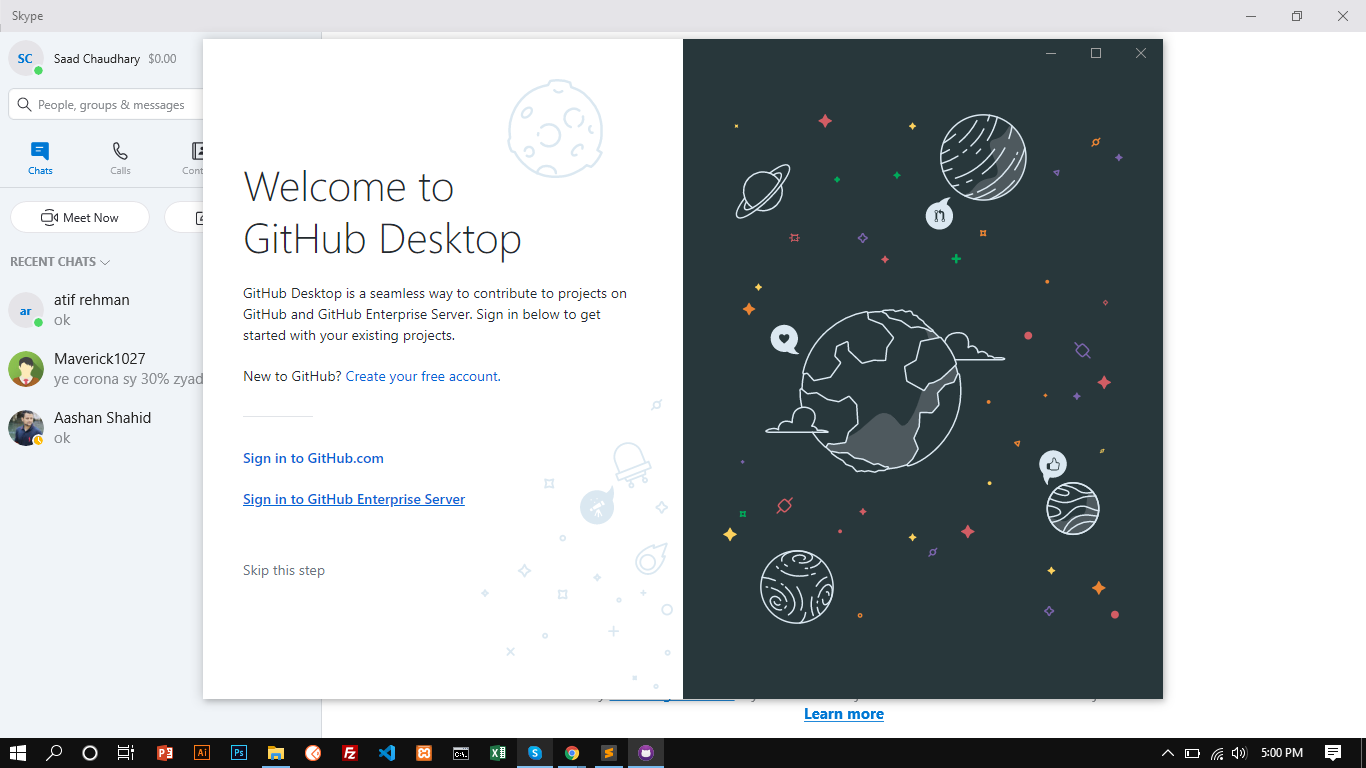 Skype
SC
Saad Chaudhary $0.00
People, groups & messages
Chats
Calls
Cont
Meet Now
RECENT CHATS
ar
atif rehman
ok
Maverick1027
ye corona sy 30% zyad
Aashan Shahid
ok
Welcome to
GitHub Desktop
GitHub Desktop is a seamless way to contribute to projects on
GitHub and GitHub Enterprise Server. Sign in below to get
started with your existing projects.
New to GitHub? Create your free account.
Sign in to GitHub.com
Sign in to GitHub Enterprise Server
Skip this step
Learn more
Ai
Ps
Fz
C:\.
S
5:00 PM